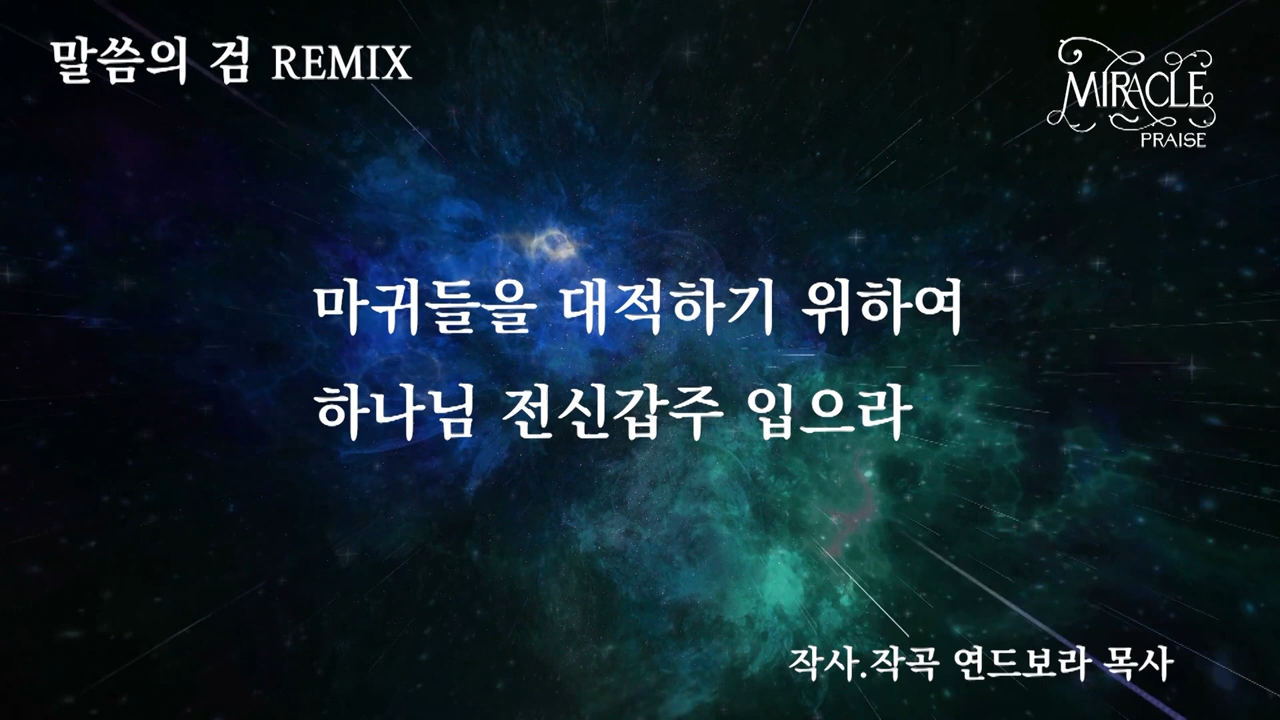 말씀의 검 REMIX
MIRACLE
PRAISE
마귀들을 대적하기 위하여
하나님 전신갑주 입으라
작사.작곡 연드보라 목사